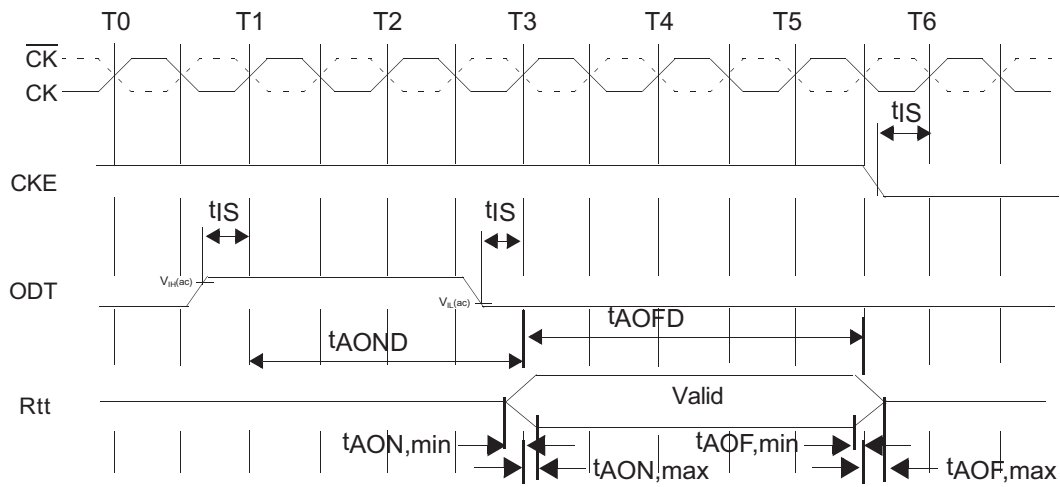 T0 T1 T2 T3 T4 T5 T6
CK
CK
tIS
CKE
tIS tIS
VIH(ac)
ODT
VIL(ac)
tAOND tAOFD
Rtt Valid
tAON,min tAOF,min
tAON,max tAOF,max